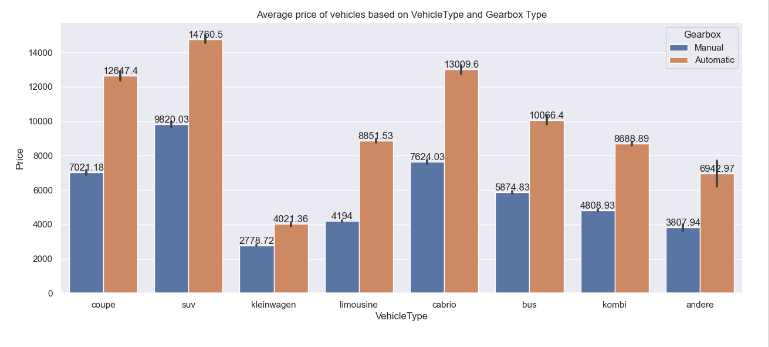 Average price of vehicles based on VehicleType and Gearbox Type
Gearbox
Manual
Automatic
Price
14000
12000
10000
8000
6000
4000
2000
0
7021.18
12647.4
9820.03
14760.5
2778.72
4021.36
4194
8851.53
7624.03
13009.6
5874.83
10066.4
4808.93
8688.89
3807.94
6942.97
coupe
suv
kleinwagen
limousine
cabrio
bus
kombi
andere
VehicleType